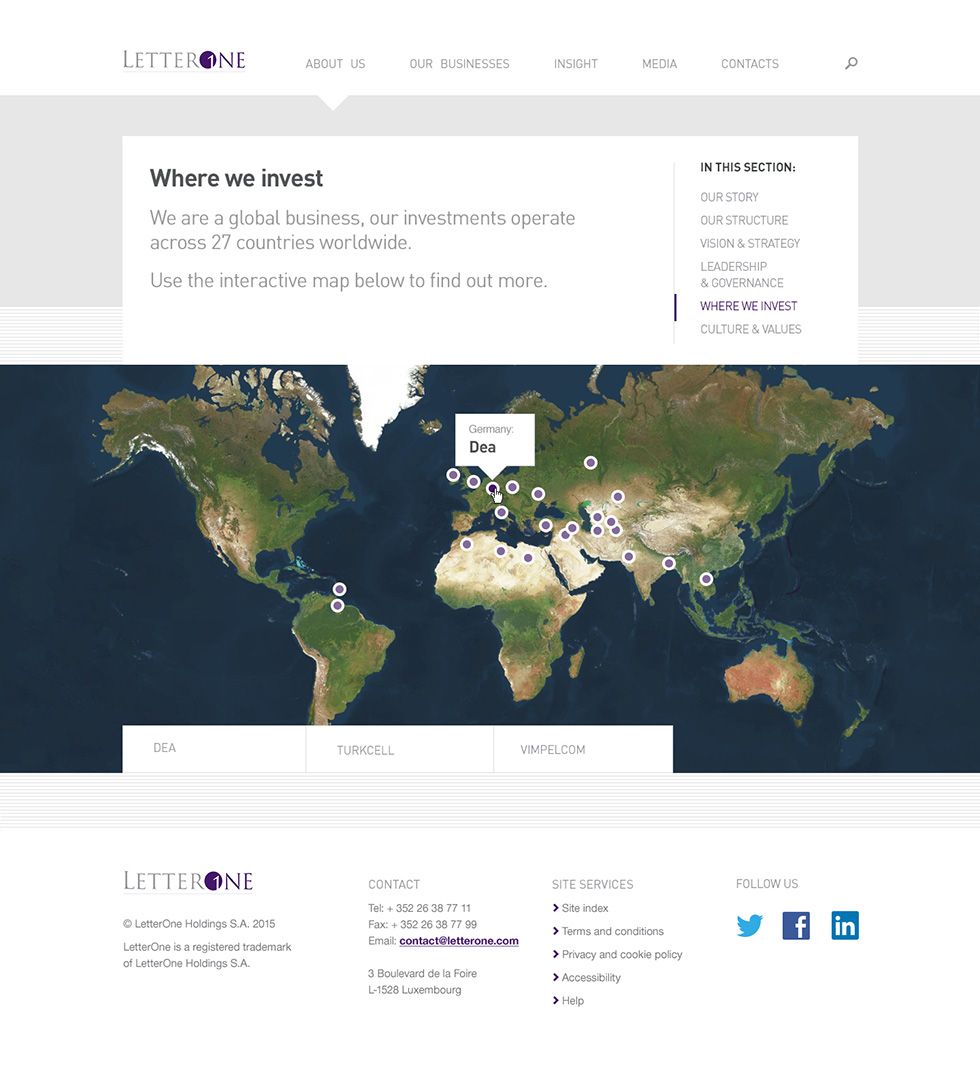 LETTERONE
ABOUT US
OUR BUSINESSES
INSIGHT
MEDIA
CONTACTS
Where we invest
We are a global business, our investments operate
across 27 countries worldwide.
Use the interactive map below to find out more.
IN THIS SECTION:
OUR STORY
OUR STRUCTURE
VISION & STRATEGY
LEADERSHIP
& GOVERNANCE
WHERE WE INVEST
CULTURE & VALUES
Germany:
Dea
DEA
TURKCELL
VIMPELCOM
LETTERONE
© LetterOne Holdings S.A. 2015
LetterOne is a registered trademark
of LetterOne Holdings S.A.
CONTACT
Tel: + 352 26 38 77 11
Fax: + 352 26 38 77 99
Email: contact@letterone.com
3 Boulevard de la Foire
L-1528 Luxembourg
SITE SERVICES
Site index
Terms and conditions
Privacy and cookie policy
Accessibility
Help
FOLLOW US
f
in